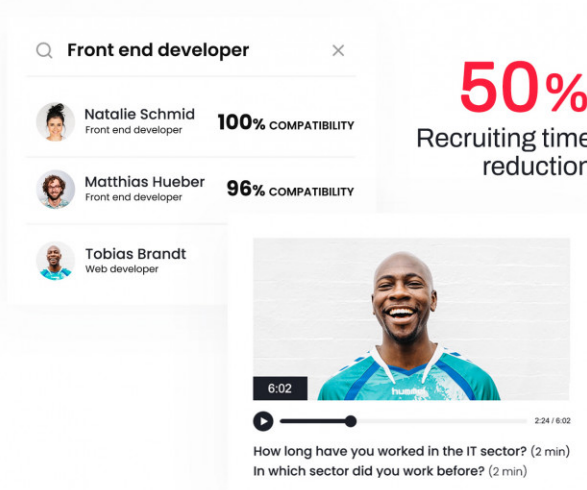 Front end developer
Natalie Schmid
Front end developer
100% COMPATIBILITY
Matthias Hueber
Front end developer
96% COMPATIBILITY
Tobias Brandt
Web developer
50%
Recruiting time
reduction
hummel
6:02
2:24 / 6:02
How long have you worked in the IT sector? (2 min)
In which sector did you work before? (2 min)